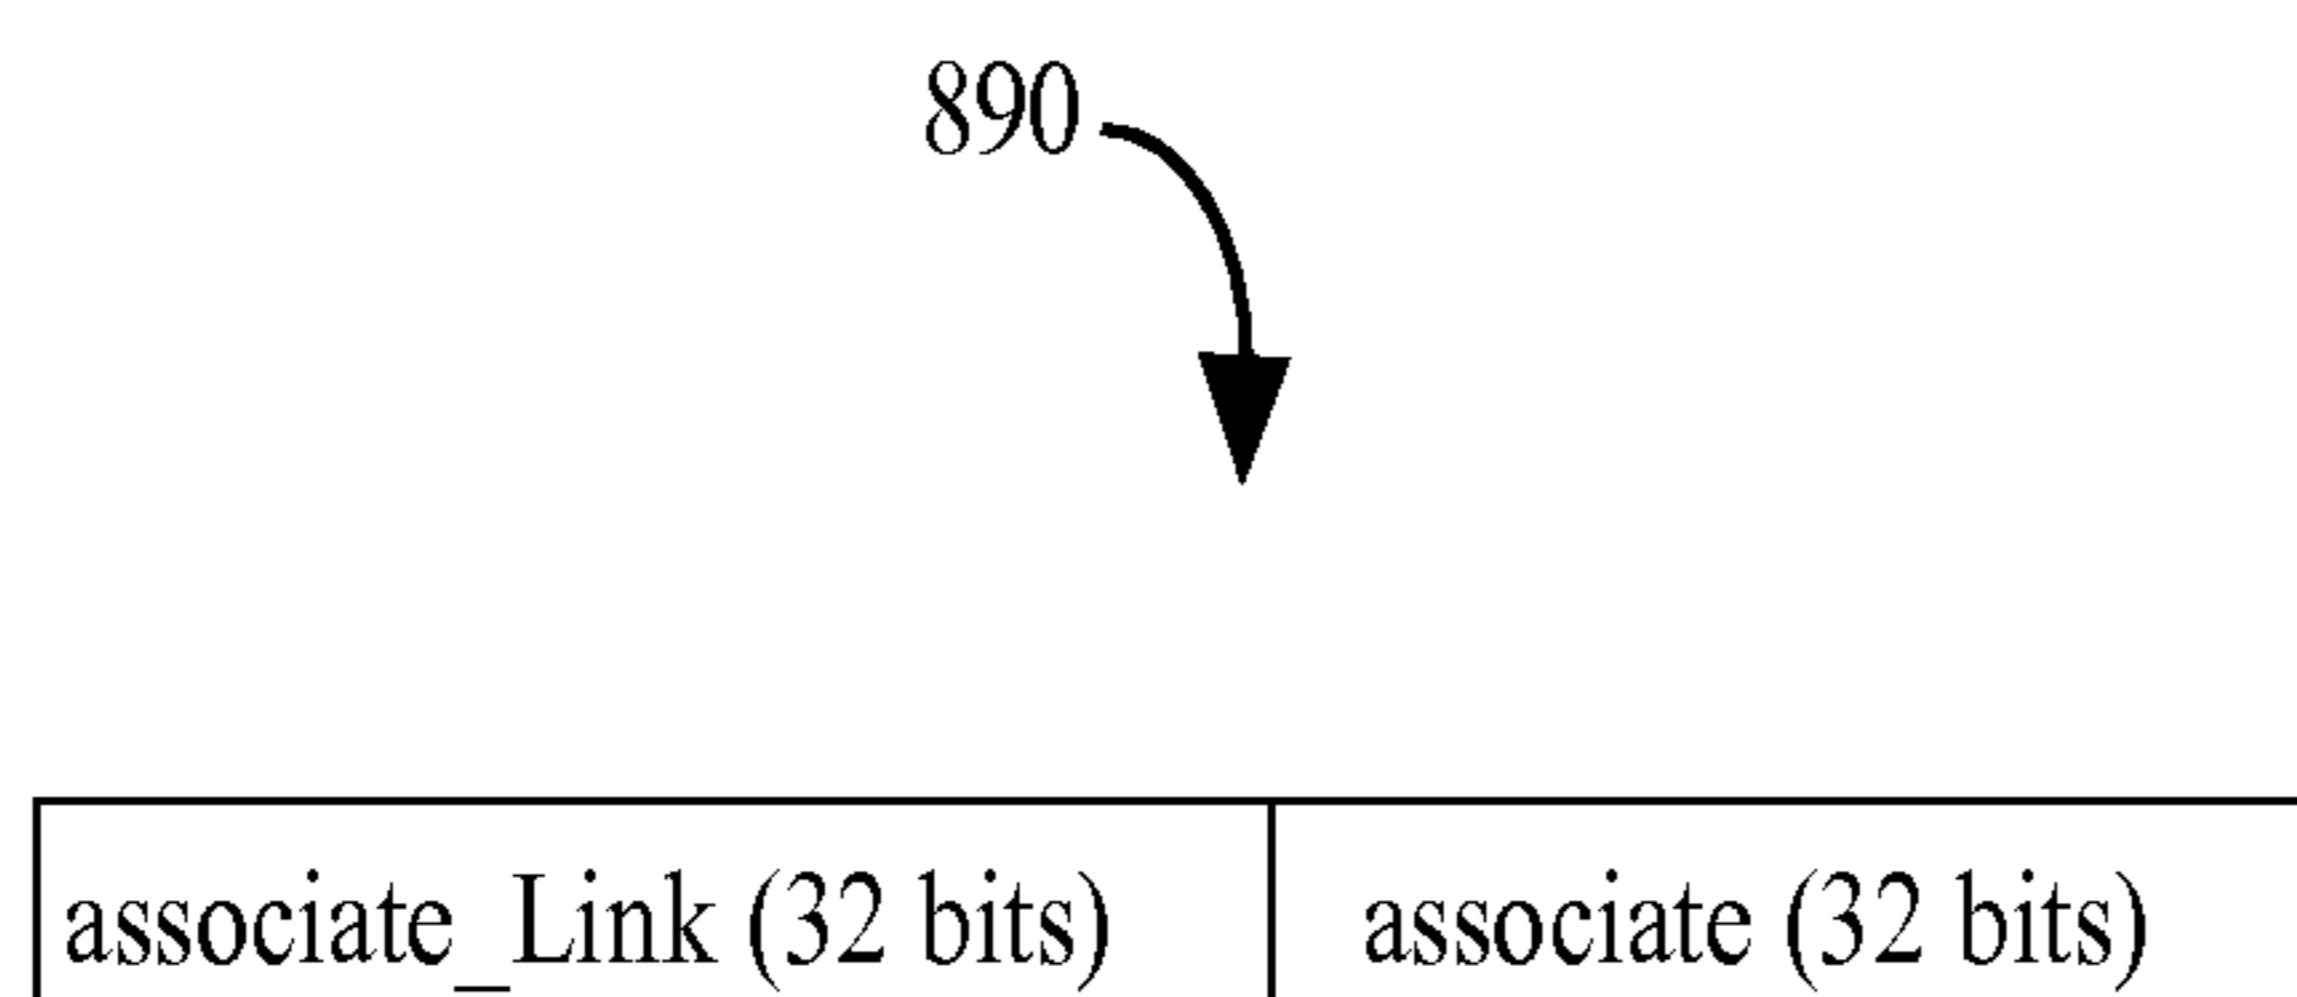 890
associate_Link (32 bits) associate (32 bits)